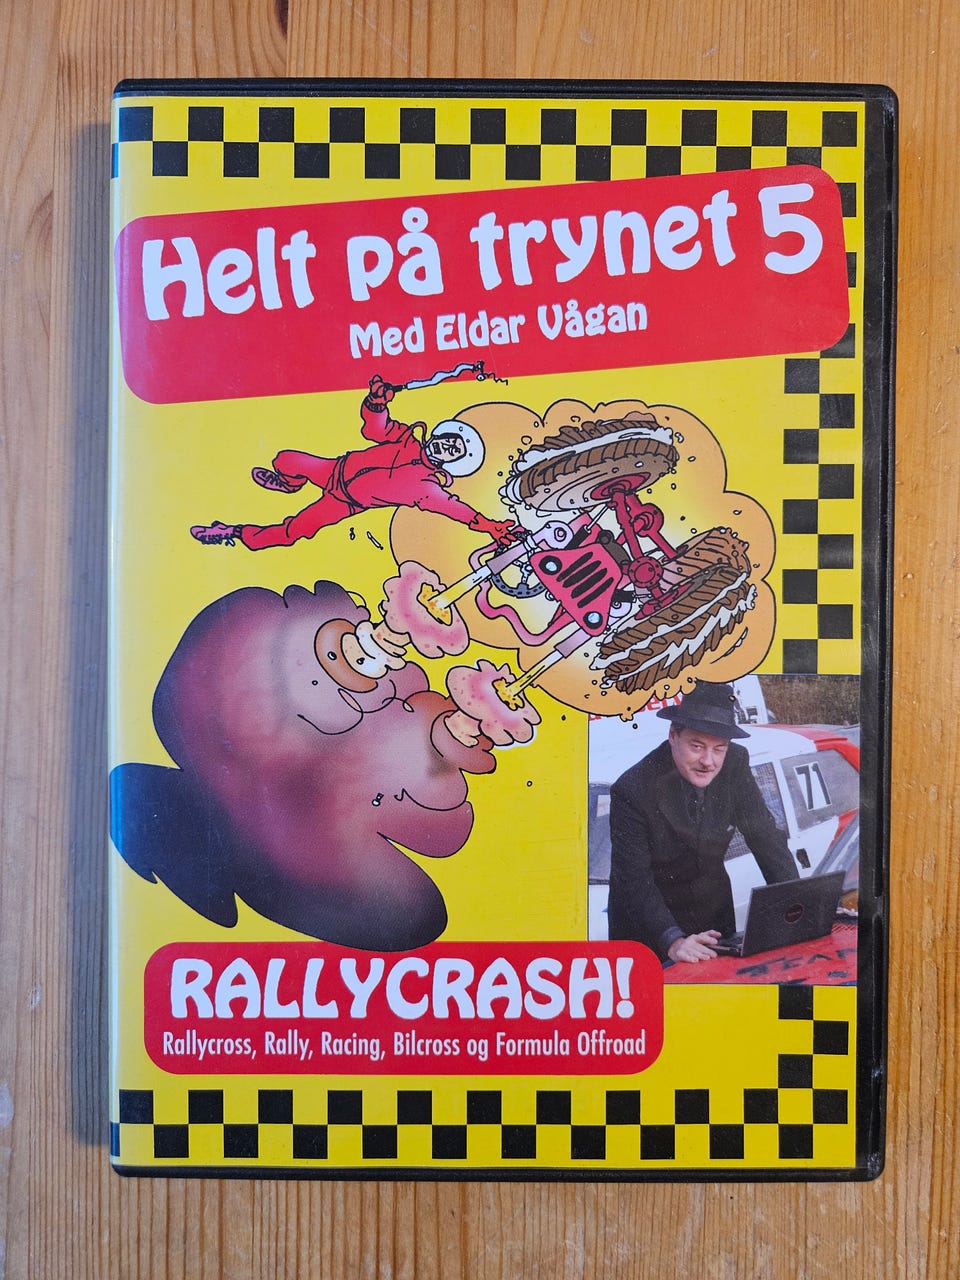 Helt på trynet 5
Med Eldar Vågan
71
RALLYCRASH!
Rallycross, Rally, Racing, Bilcross og Formula Offroad